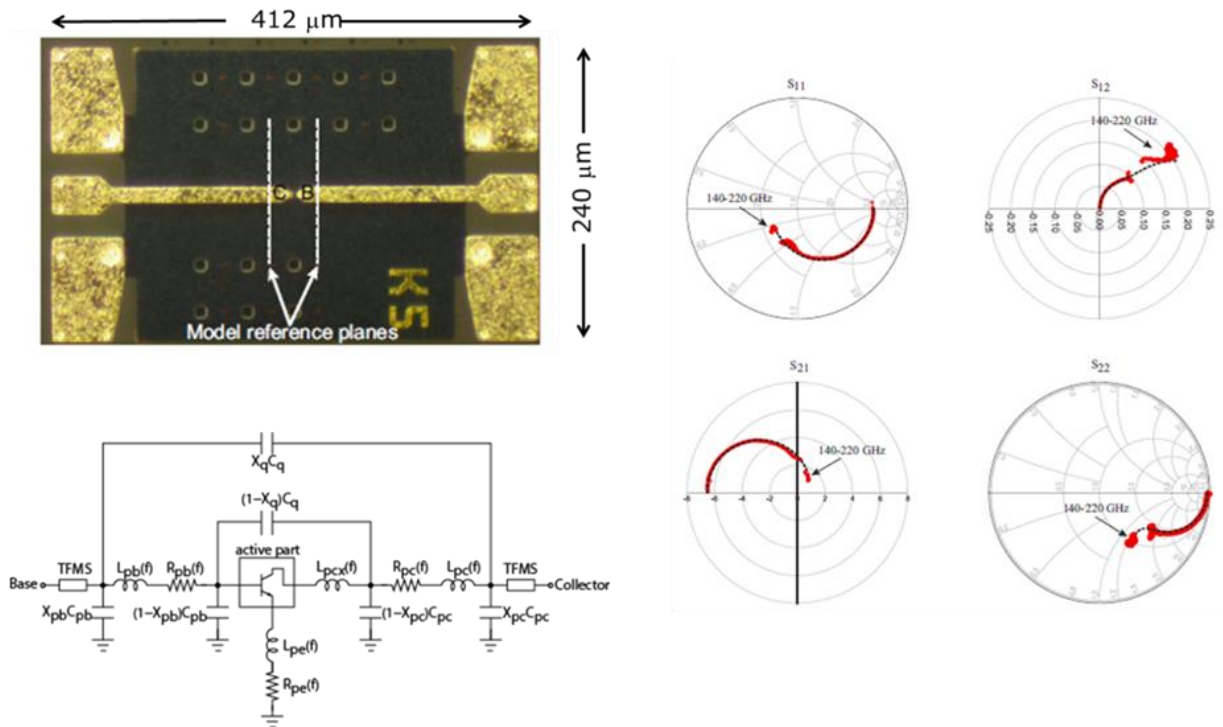 412 μm
240 μm
C B
K5
Model reference planes
XqCq
(1-Xq)Cq
active part
TFMS
Lpb(f)
Rpb(f)
Lpcx(f)
Rpc(f)
Lpc(f)
TFMS
Base
Collector
XpbCpb
(1-Xpb)Cpb
(1-Xpc)Cpc
XpcCpc
Lpe(f)
Rpe(f)
S11
140-220 GHz
S12
140-220 GHz
-0.25 -0.20 -0.15 -0.10 -0.05 0.00 0.05 0.10 0.15 0.20 0.25
S21
140-220 GHz
-8 -6 -4 -2 0 2 4 6 8
S22
140-220 GHz